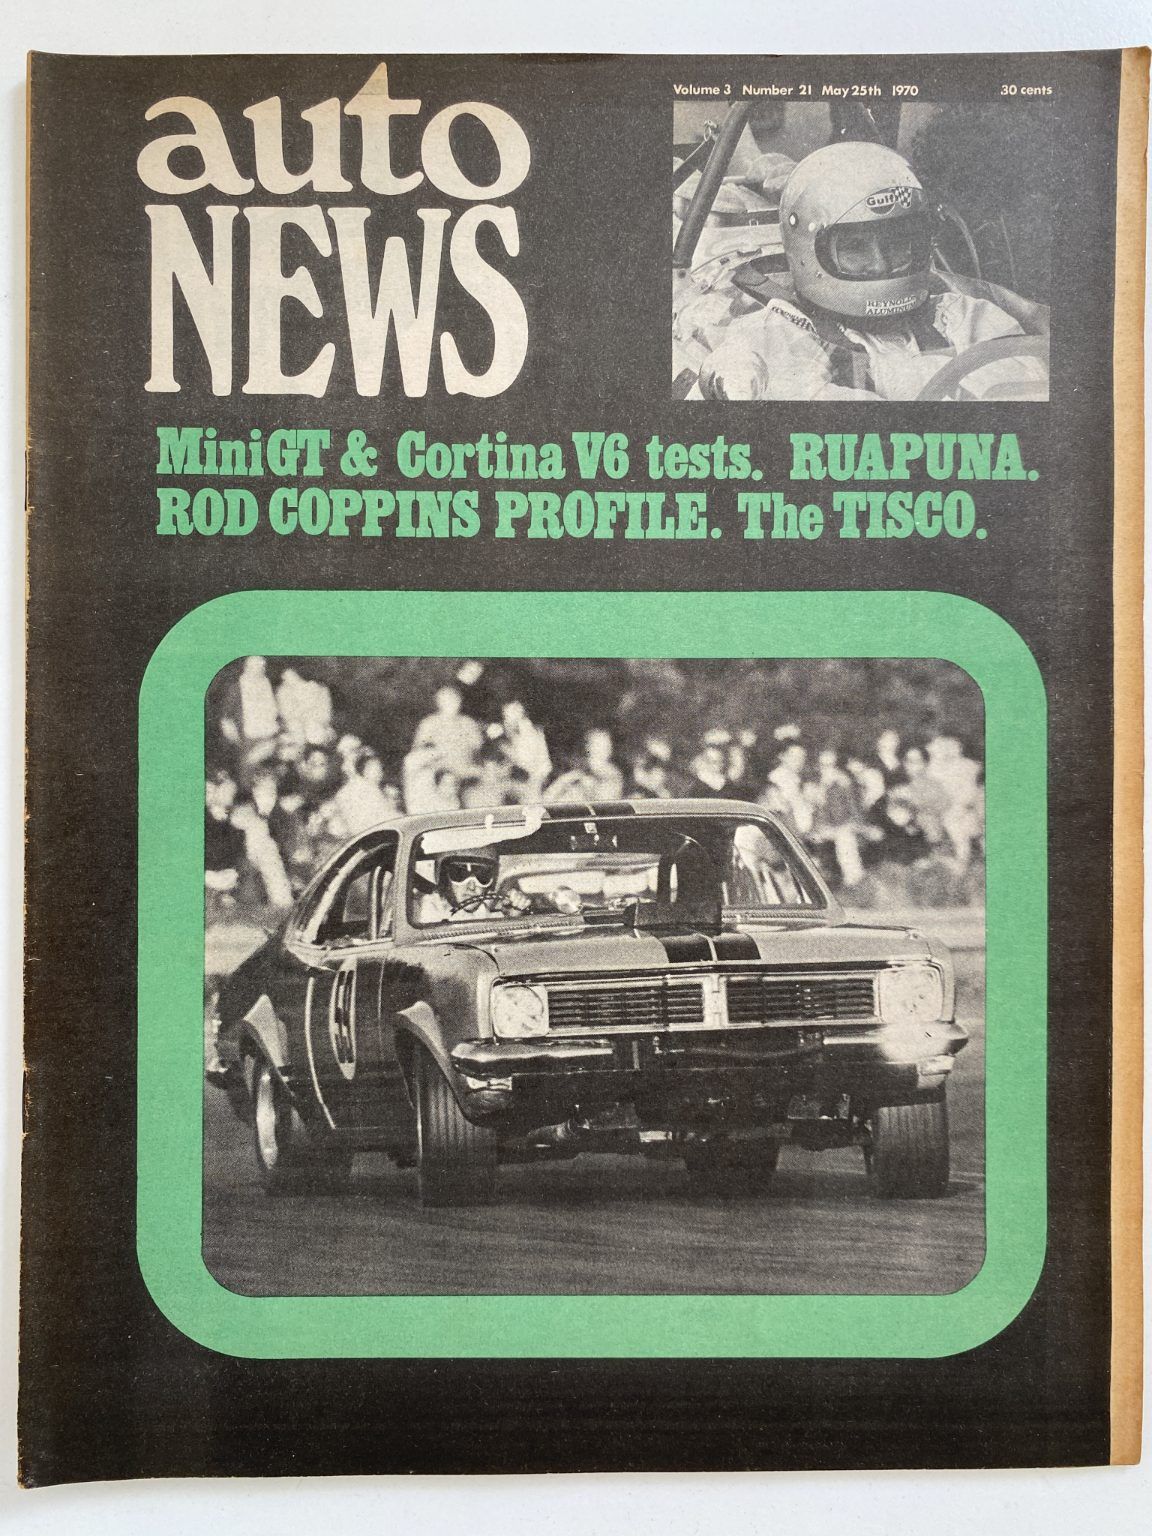 auto
NEWS
Volume 3 Number 21 May 25th 1970 30 cents
Gulf
REYNOLDS
ALUMINUM
MiniGT & Cortina V6 tests. RUAPUNA.
ROD COPPINS PROFILE. The TISCO.